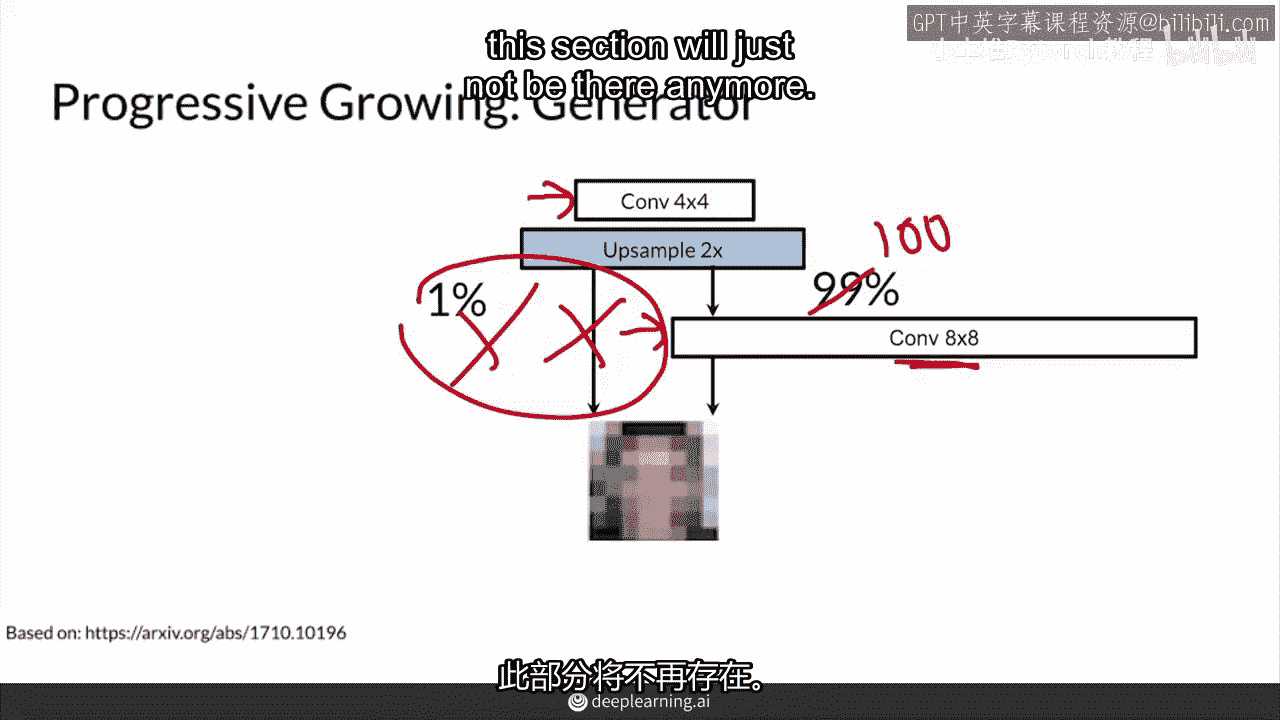 GPT中英字幕课程资源@bilibili.com
this section will just
not be there anymore.
Progressive Growing: Generator
Conv 4x4
Upsample 2x
100
1%
99%
Conv 8x8
Based on: https://arxiv.org/abs/1710.10196
此部分将不再存在。
deeplearning.ai